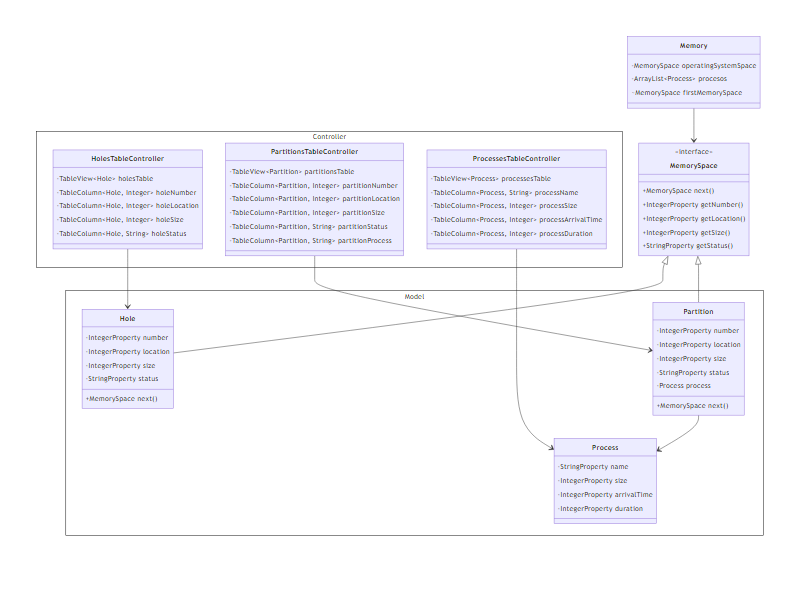 Memory
-MemorySpace operatingSystemSpace
-ArrayList<Process> procesos
-MemorySpace firstMemorySpace
Controller
HolesTableController
-TableView<Hole> holesTable
-TableColumn<Hole, Integer> holeNumber
-TableColumn<Hole, Integer> holeLocation
-TableColumn<Hole, Integer> holeSize
-TableColumn<Hole, String> holeStatus
PartitionsTableController
-TableView<Partition> partitionsTable
-TableColumn<Partition, Integer> partitionNumber
-TableColumn<Partition, Integer> partitionLocation
-TableColumn<Partition, Integer> partitionSize
-TableColumn<Partition, String> partitionStatus
-TableColumn<Partition, String> partitionProcess
ProcessesTableController
-TableView<Process> processesTable
-TableColumn<Process, String> processName
-TableColumn<Process, Integer> processSize
-TableColumn<Process, Integer> processArrivalTime
-TableColumn<Process, Integer> processDuration
«interface»
MemorySpace
+MemorySpace next()
+IntegerProperty getNumber()
+IntegerProperty getLocation()
+IntegerProperty getSize()
+StringProperty getStatus()
Model
Hole
-IntegerProperty number
-IntegerProperty location
-IntegerProperty size
-StringProperty status
+MemorySpace next()
Partition
-IntegerProperty number
-IntegerProperty location
-IntegerProperty size
-StringProperty status
-Process process
+MemorySpace next()
Process
-StringProperty name
-IntegerProperty size
-IntegerProperty arrivalTime
-IntegerProperty duration